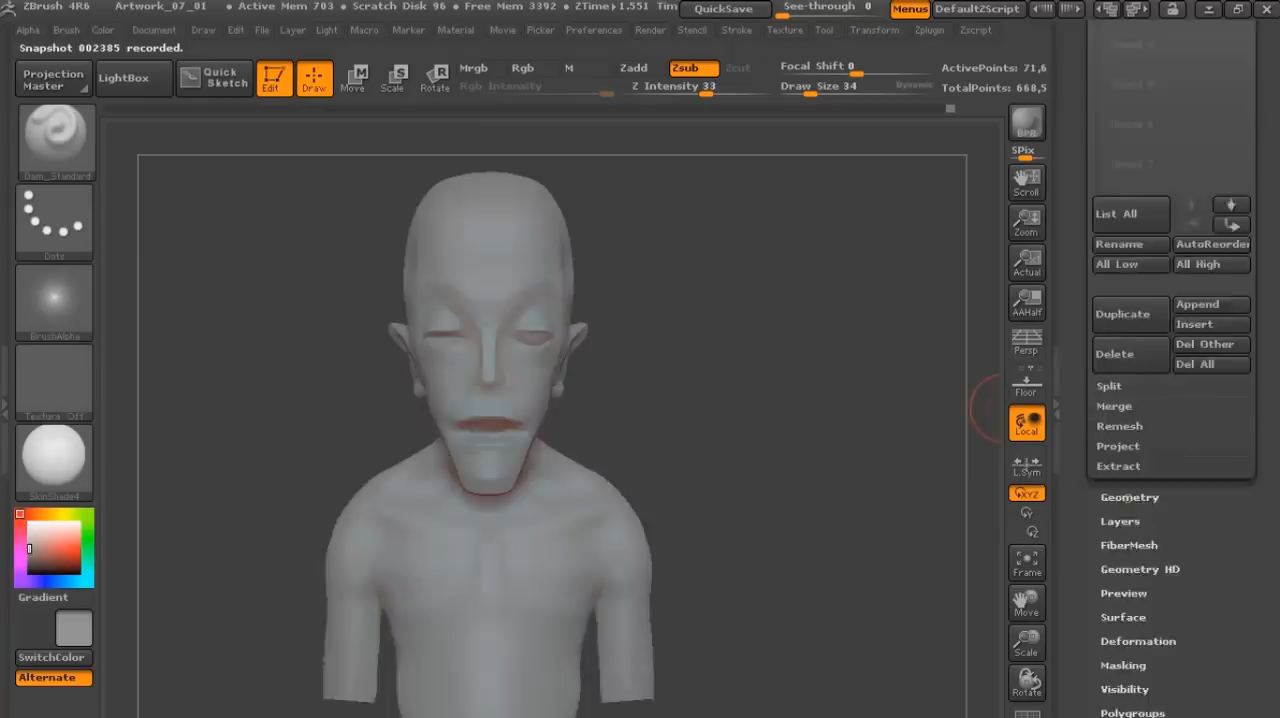 ZBrush 4R6 Artwork_07_01 • Active Mem 703 • Scratch Disk 96 • Free Mem 3392 • ZTime▸1.551 Timer QuickSave See-through 0 Menus DefaultZScript
Alpha Brush Color Document Draw Edit File Layer Light Macro Marker Material Movie Picker Preferences Render Stencil Stroke Texture Tool Transform Zplugin Zscript
Snapshot 002385 recorded.
Projection Master
LightBox
Quick Sketch
Edit
Draw
Move
Scale
Rotate
Mrgb Rgb M
Rgb Intensity
Zadd Zsub Zcut
Z Intensity 33
Focal Shift 0
Draw Size 34 Dynamic
ActivePoints: 71,6
TotalPoints: 668,5
Dam_Standard
Dots
BrushAlpha
Texture Off
SkinShade4
Gradient
SwitchColor
Alternate
BPR
SPix
Scroll
Zoom
Actual
AAHalf
Persp
Floor
Local
L.Sym
XYZ
Frame
Move
Scale
Rotate
List All
Rename AutoReorder
All Low All High
Duplicate Append
Insert
Delete Del Other
Del All
Split
Merge
Remesh
Project
Extract
Geometry
Layers
FiberMesh
Geometry HD
Preview
Surface
Deformation
Masking
Visibility
Polygroups